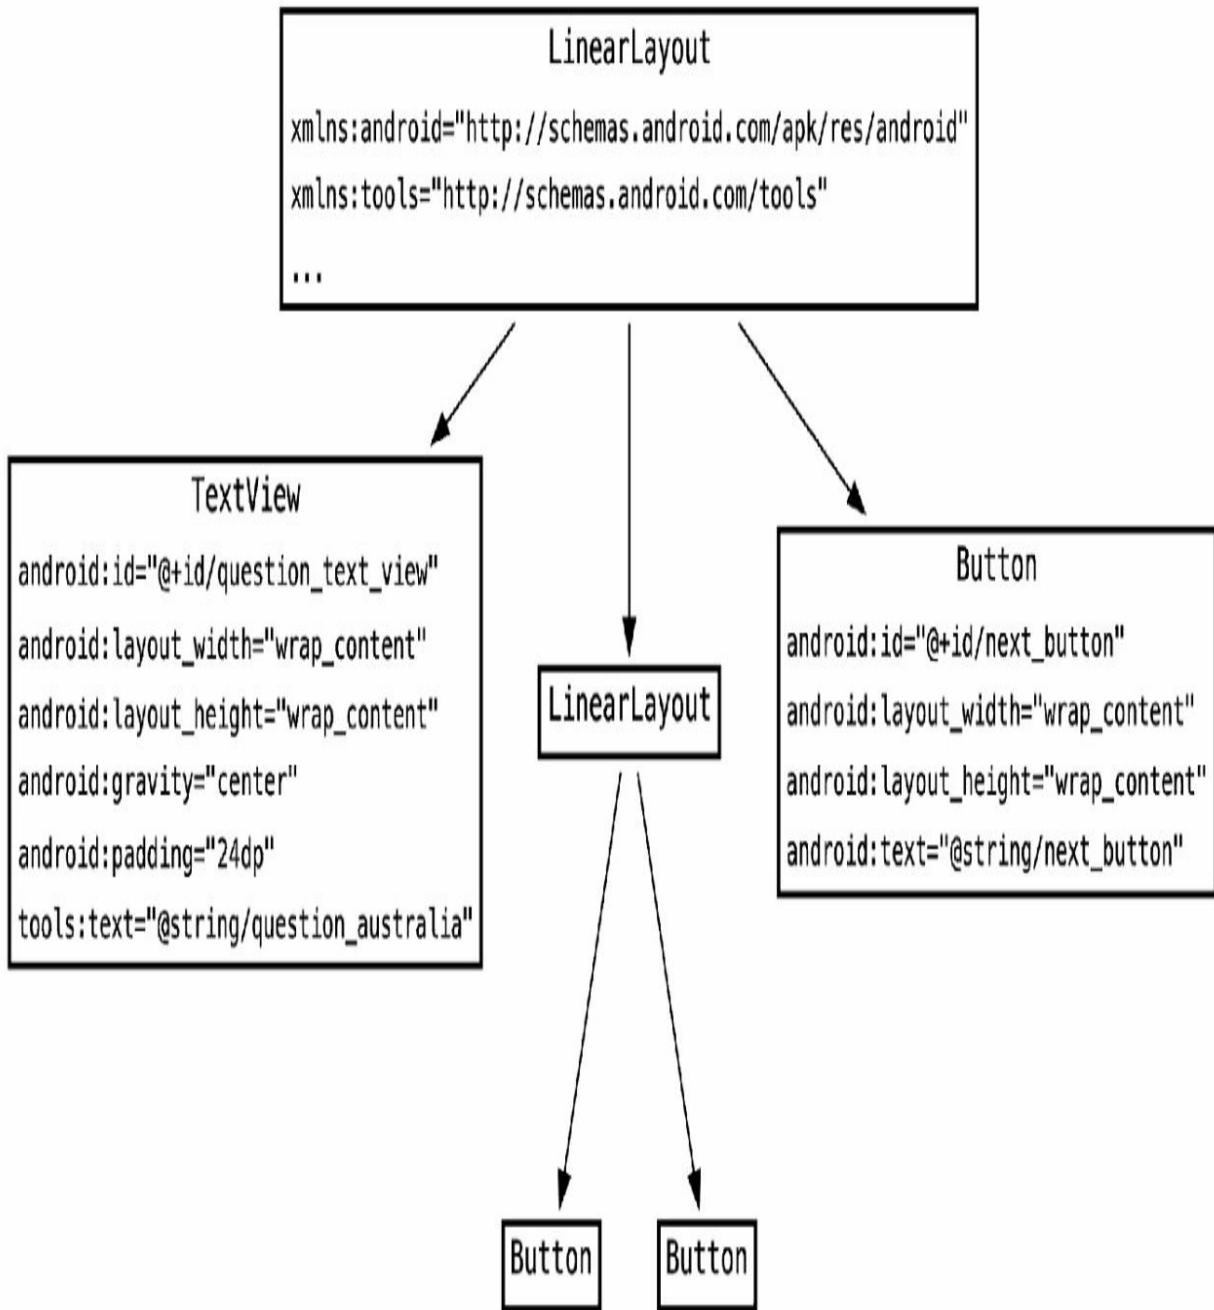 LinearLayout
xmlns:android="http://schemas.android.com/apk/res/android"
xmlns:tools="http://schemas.android.com/tools"
...
TextView
android:id="@+id/question_text_view"
android:layout_width="wrap_content"
android:layout_height="wrap_content"
android:gravity="center"
android:padding="24dp"
tools:text="@string/question_australia"
LinearLayout
Button
android:id="@+id/next_button"
android:layout_width="wrap_content"
android:layout_height="wrap_content"
android:text="@string/next_button"
Button
Button